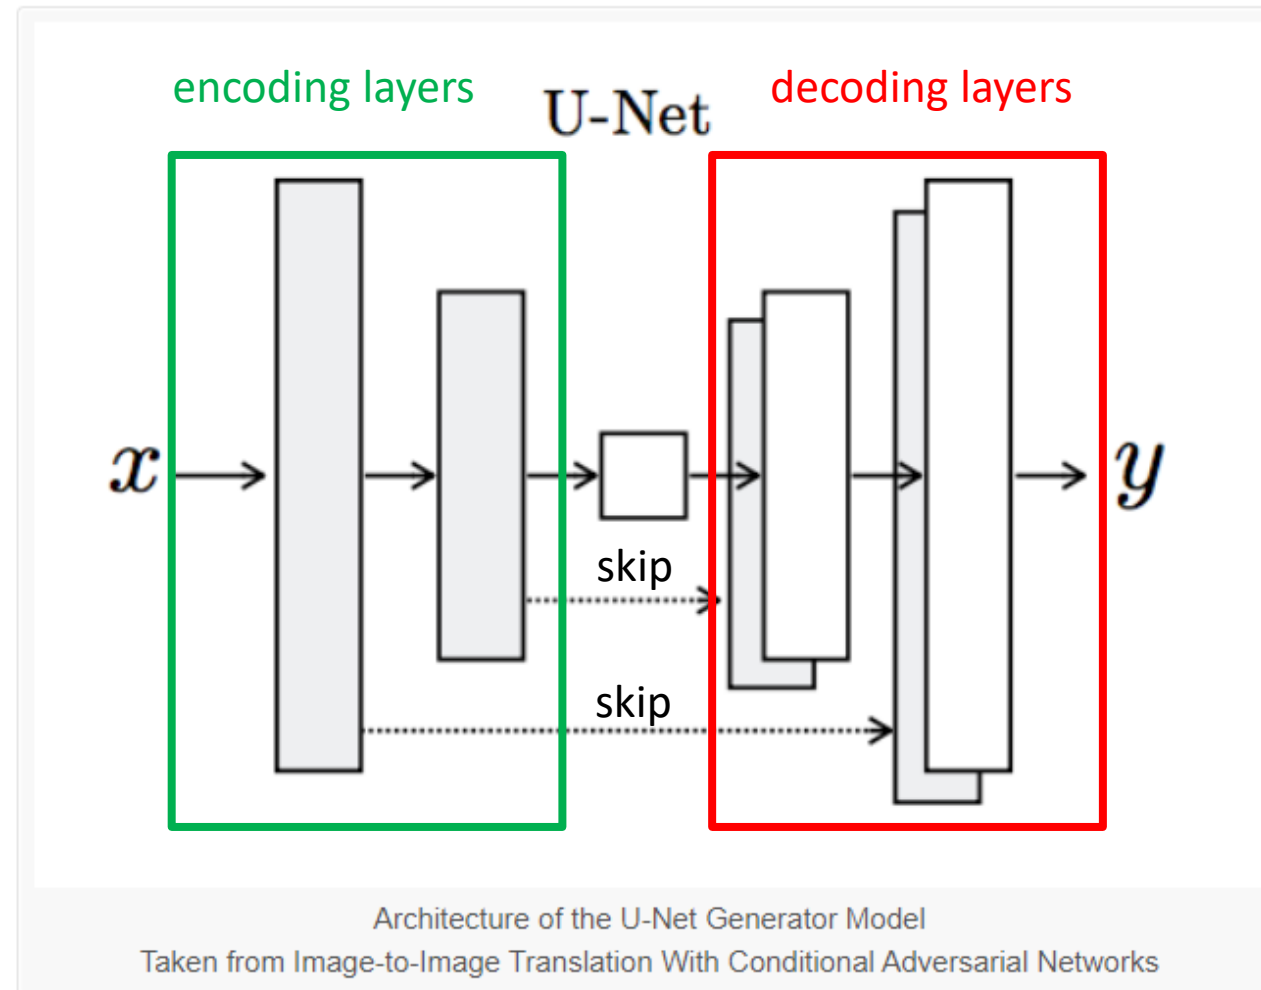 encoding layers
U-Net
decoding layers
x
y
skip
skip
Architecture of the U-Net Generator Model
Taken from Image-to-Image Translation With Conditional Adversarial Networks